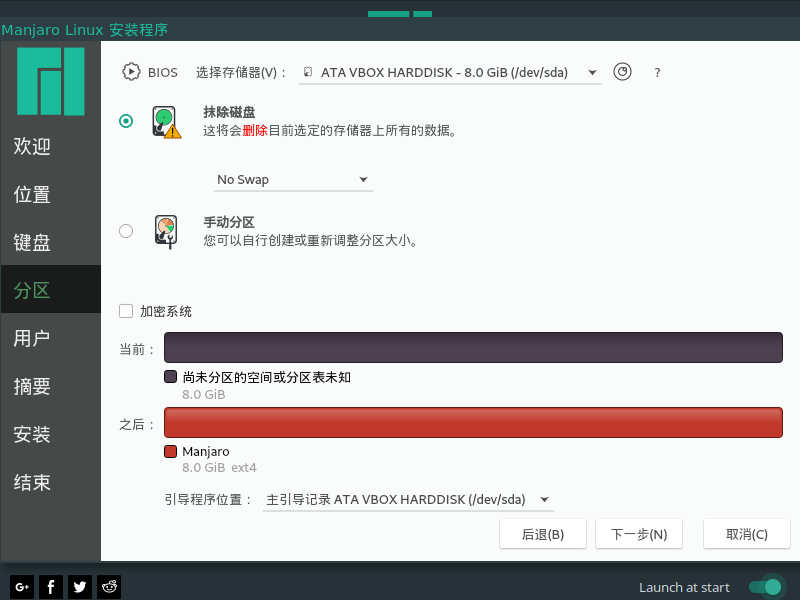 Manjaro Linux 安装程序
BIOS 选择存储器(V)： ATA VBOX HARDDISK - 8.0 GiB (/dev/sda) ?
抹除磁盘
这将会删除目前选定的存储器上所有的数据。
No Swap
手动分区
您可以自行创建或重新调整分区大小。
欢迎
位置
键盘
分区
用户
摘要
安装
结束
加密系统
当前：
尚未分区的空间或分区表未知
8.0 GiB
之后：
Manjaro
8.0 GiB ext4
引导程序位置： 主引导记录 ATA VBOX HARDDISK (/dev/sda)
后退(B) 下一步(N) 取消(C)
G+ f
Launch at start